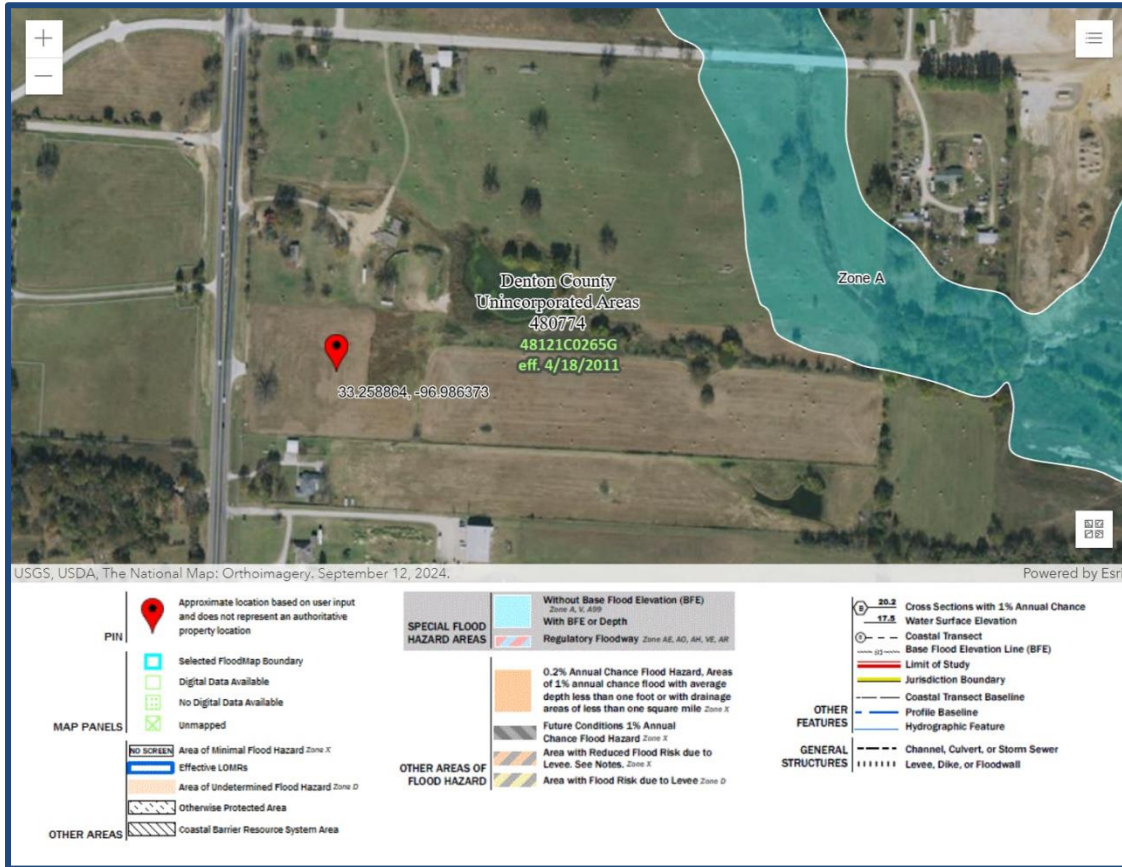 +
−
Zone A
Denton County
Unincorporated Areas
480774
48121C0265G
eff. 4/18/2011
33.258864, -96.986373
USGS, USDA, The National Map: Orthoimagery. September 12, 2024.
Powered by Esri
PIN
Approximate location based on user input
and does not represent an authoritative
property location
MAP PANELS
Selected FloodMap Boundary
Digital Data Available
No Digital Data Available
Unmapped
OTHER AREAS
NO SCREEN Area of Minimal Flood Hazard Zone X
Effective LOMRs
Area of Undetermined Flood Hazard Zone D
Otherwise Protected Area
Coastal Barrier Resource System Area
SPECIAL FLOOD
HAZARD AREAS
Without Base Flood Elevation (BFE)
Zone A, V, A99
With BFE or Depth
Regulatory Floodway Zone AE, AO, AH, VE, AR
OTHER AREAS OF
FLOOD HAZARD
0.2% Annual Chance Flood Hazard, Areas
of 1% annual chance flood with average
depth less than one foot or with drainage
areas of less than one square mile Zone X
Future Conditions 1% Annual
Chance Flood Hazard Zone X
Area with Reduced Flood Risk due to
Levee. See Notes. Zone X
Area with Flood Risk due to Levee Zone D
OTHER
FEATURES
B 20.2 Cross Sections with 1% Annual Chance
17.5 Water Surface Elevation
Coastal Transect
Base Flood Elevation Line (BFE)
Limit of Study
Jurisdiction Boundary
Coastal Transect Baseline
Profile Baseline
Hydrographic Feature
GENERAL
STRUCTURES
Channel, Culvert, or Storm Sewer
Levee, Dike, or Floodwall